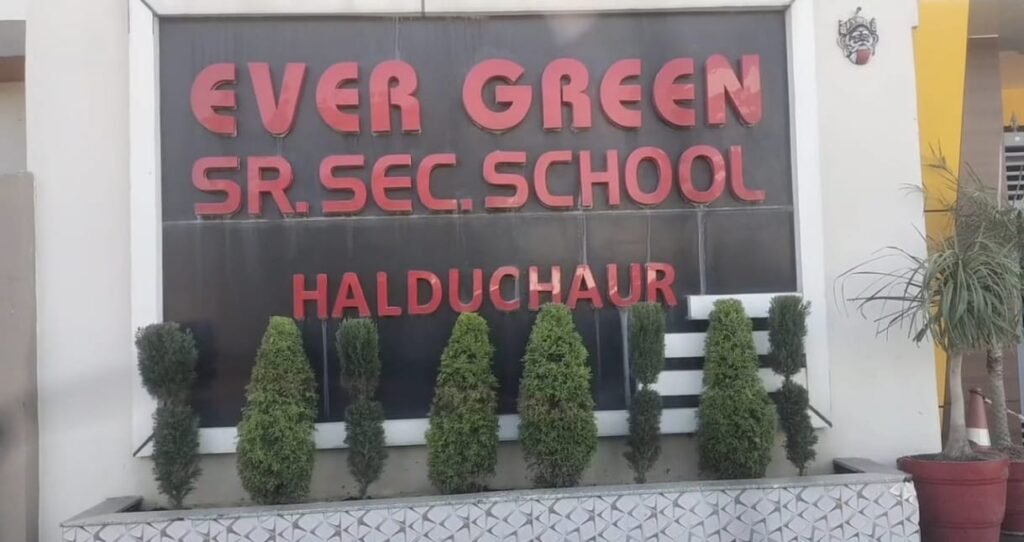 EVER GREEN
SR. SEC. SCHOOL
HALDUCHAUR